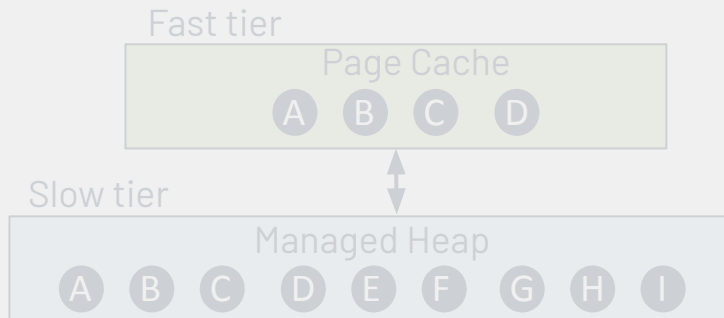 Fast tier
Page Cache
A B C D
Slow tier
Managed Heap
A B C D E F G H I